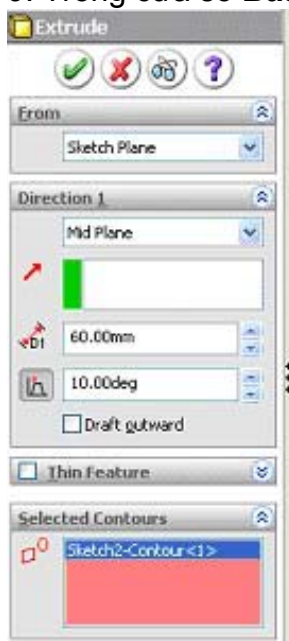 Extrude
?
From
Sketch Plane
Direction 1
Mid Plane
D1 60.00mm
10.00deg
Draft outward
Thin Feature
Selected Contours
Sketch2-Contour<1>